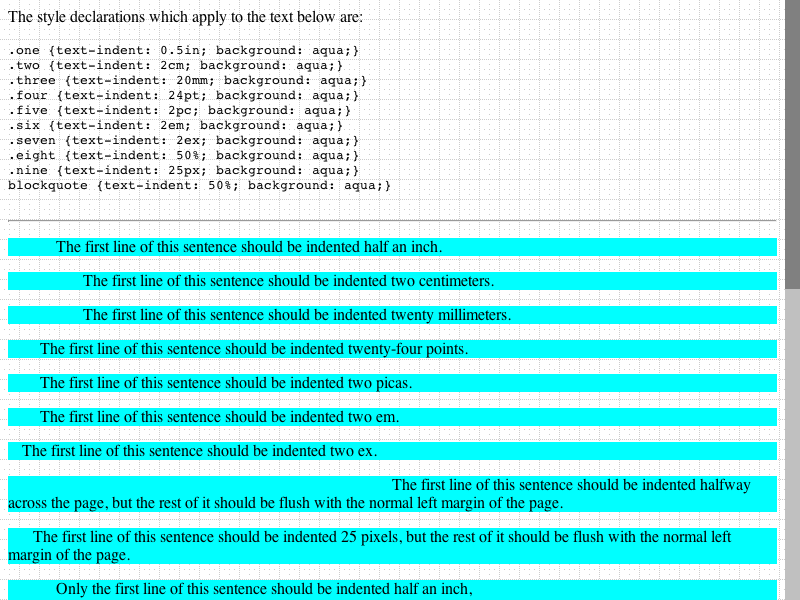 The style declarations which apply to the text below are:
.one {text-indent: 0.5in; background: aqua;}
.two {text-indent: 2cm; background: aqua;}
.three {text-indent: 20mm; background: aqua;}
.four {text-indent: 24pt; background: aqua;}
.five {text-indent: 2pc; background: aqua;}
.six {text-indent: 2em; background: aqua;}
.seven {text-indent: 2ex; background: aqua;}
.eight {text-indent: 50%; background: aqua;}
.nine {text-indent: 25px; background: aqua;}
blockquote {text-indent: 50%; background: aqua;}
The first line of this sentence should be indented half an inch.
The first line of this sentence should be indented two centimeters.
The first line of this sentence should be indented twenty millimeters.
The first line of this sentence should be indented twenty-four points.
The first line of this sentence should be indented two picas.
The first line of this sentence should be indented two em.
The first line of this sentence should be indented two ex.
The first line of this sentence should be indented halfway
across the page, but the rest of it should be flush with the normal left margin of the page.
The first line of this sentence should be indented 25 pixels, but the rest of it should be flush with the normal left
margin of the page.
Only the first line of this sentence should be indented half an inch,